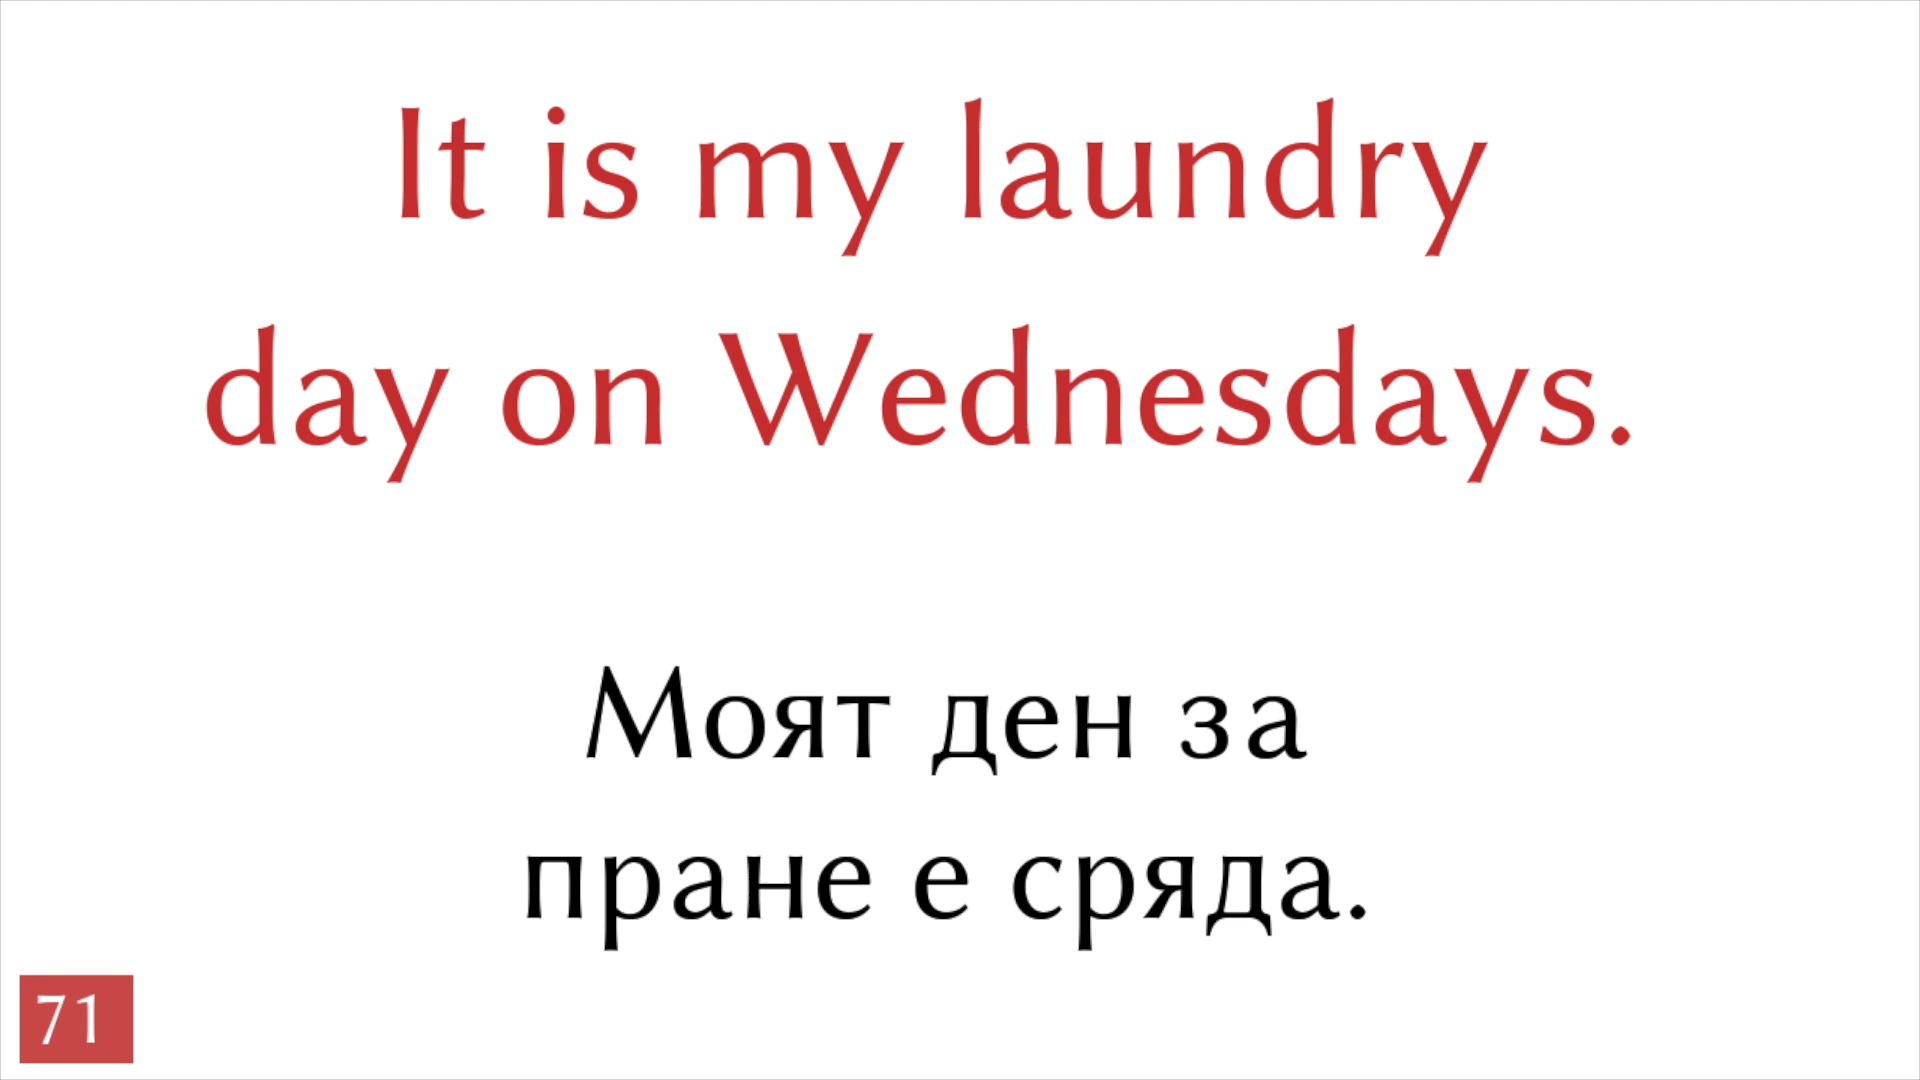 It is my laundry
day on Wednesdays.
Моят ден за
пране е сряда.
71